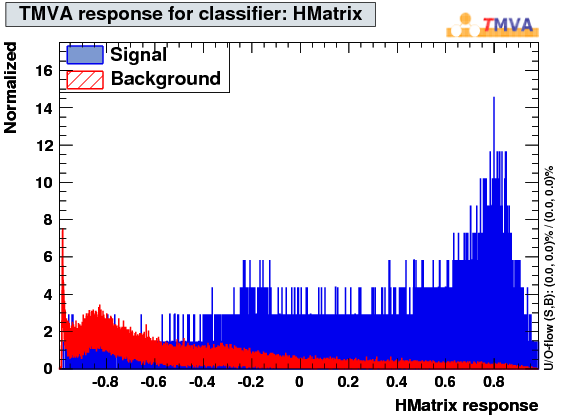 TMVA response for classifier: HMatrix
TMVA
Normalized
Signal
Background
16
14
12
10
8
6
4
2
0
-0.8 -0.6 -0.4 -0.2 0 0.2 0.4 0.6 0.8
HMatrix response
U/O-flow (S,B): (0.0, 0.0)% / (0.0, 0.0)%